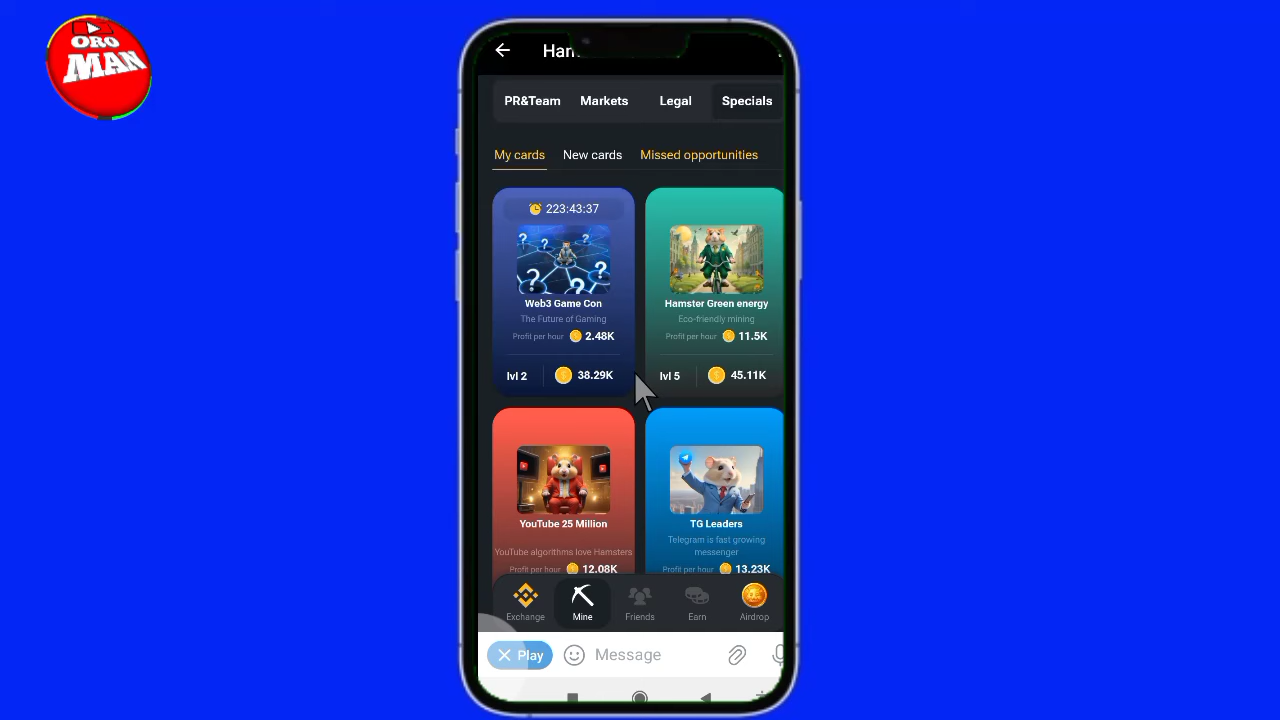 ORO
MAN
Ham
PR&Team Markets Legal Specials
My cards New cards Missed opportunities
223:43:37
Web3 Game Con
The Future of Gaming
Profit per hour 2.48K
lvl 2 38.29K
Hamster Green energy
Eco-friendly mining
Profit per hour 11.5K
lvl 5 45.11K
YouTube 25 Million
YouTube algorithms love Hamsters
Profit per hour 12.08K
TG Leaders
Telegram is fast growing
messenger
Profit per hour 13.23K
Exchange Mine Friends Earn Airdrop
Play Message